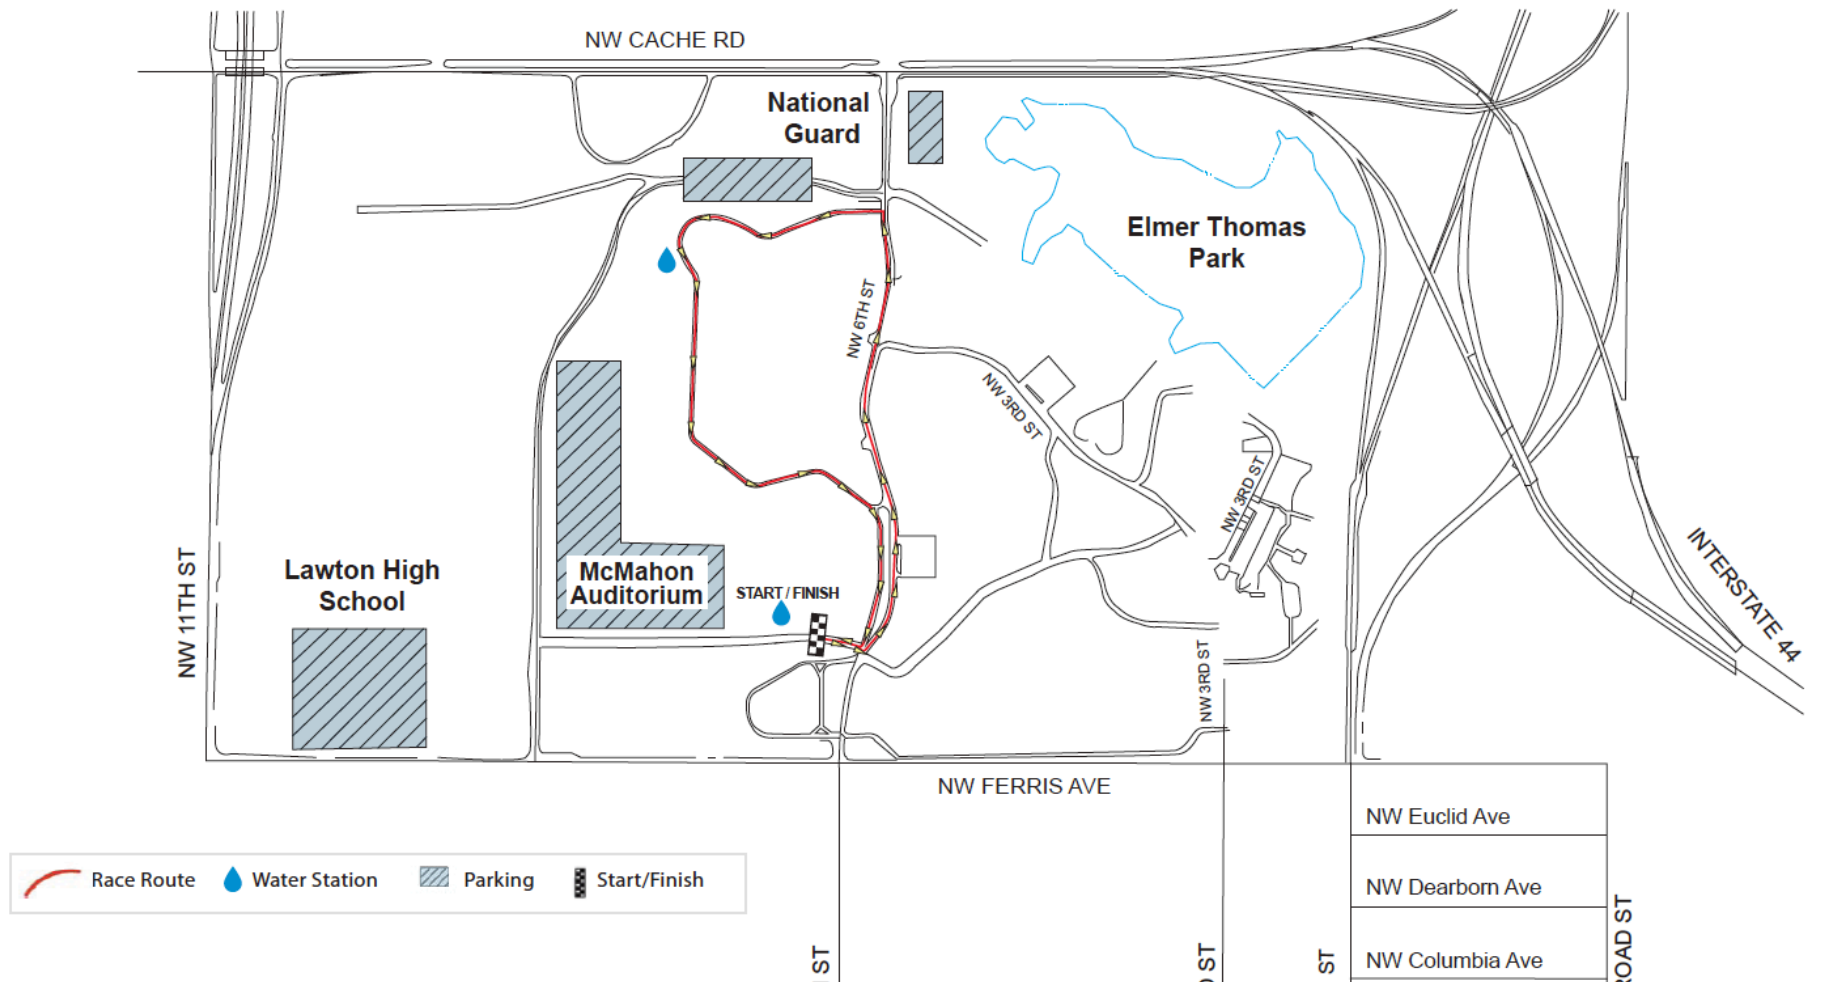 NW CACHE RD
National
Guard
Elmer Thomas
Park
NW 6TH ST
NW 3RD ST
NW 3RD ST
INTERSTATE 44
NW 11TH ST
Lawton High
School
McMahon
Auditorium
START / FINISH
NW 3RD ST
NW FERRIS AVE
NW Euclid Ave
Race Route
Water Station
Parking
Start/Finish
NW Dearborn Ave
ST
ST
ST
NW Columbia Ave
ROAD ST